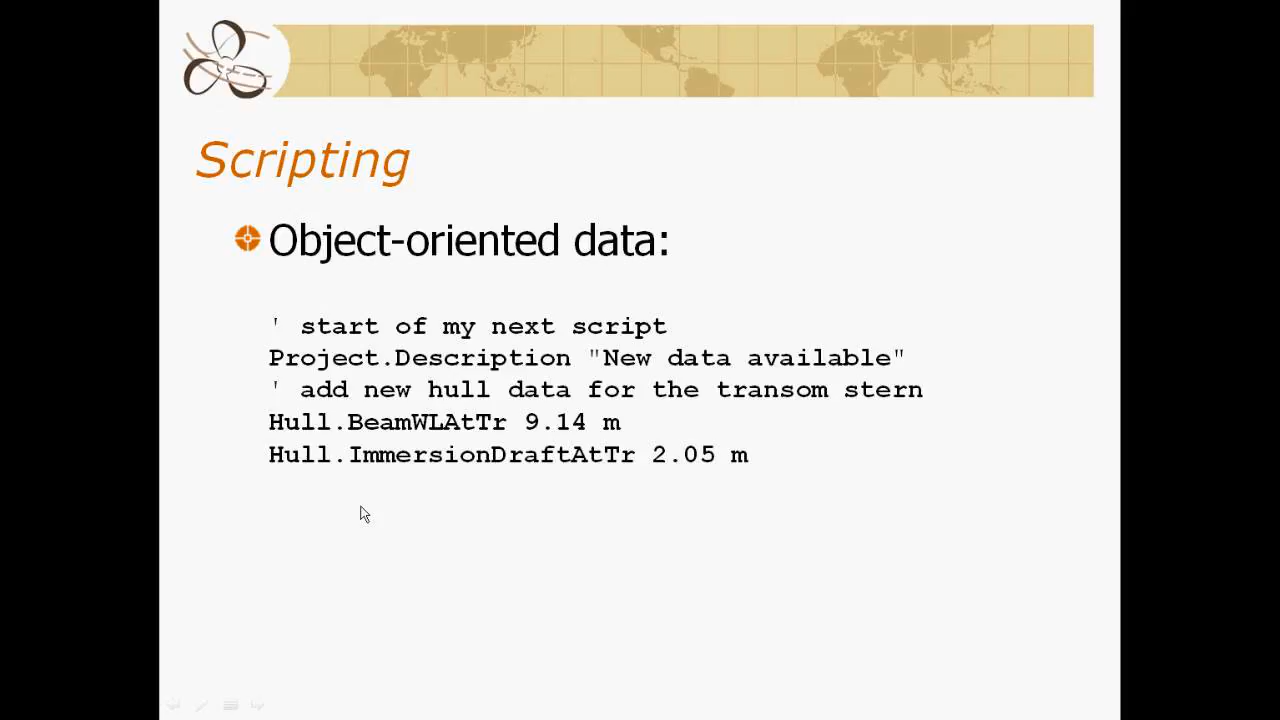 Scripting
Object-oriented data:
' start of my next script
Project.Description "New data available"
' add new hull data for the transom stern
Hull.BeamWLAtTr 9.14 m
Hull.ImmersionDraftAtTr 2.05 m